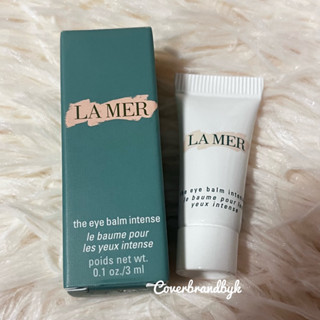 LA MER
the eye balm intense
le baume pour
les yeux intense
poids net wt.
0.1 oz./3 ml
LA MER
the eye balm intense
le baume pour les
yeux intense
Coverbrandbyk